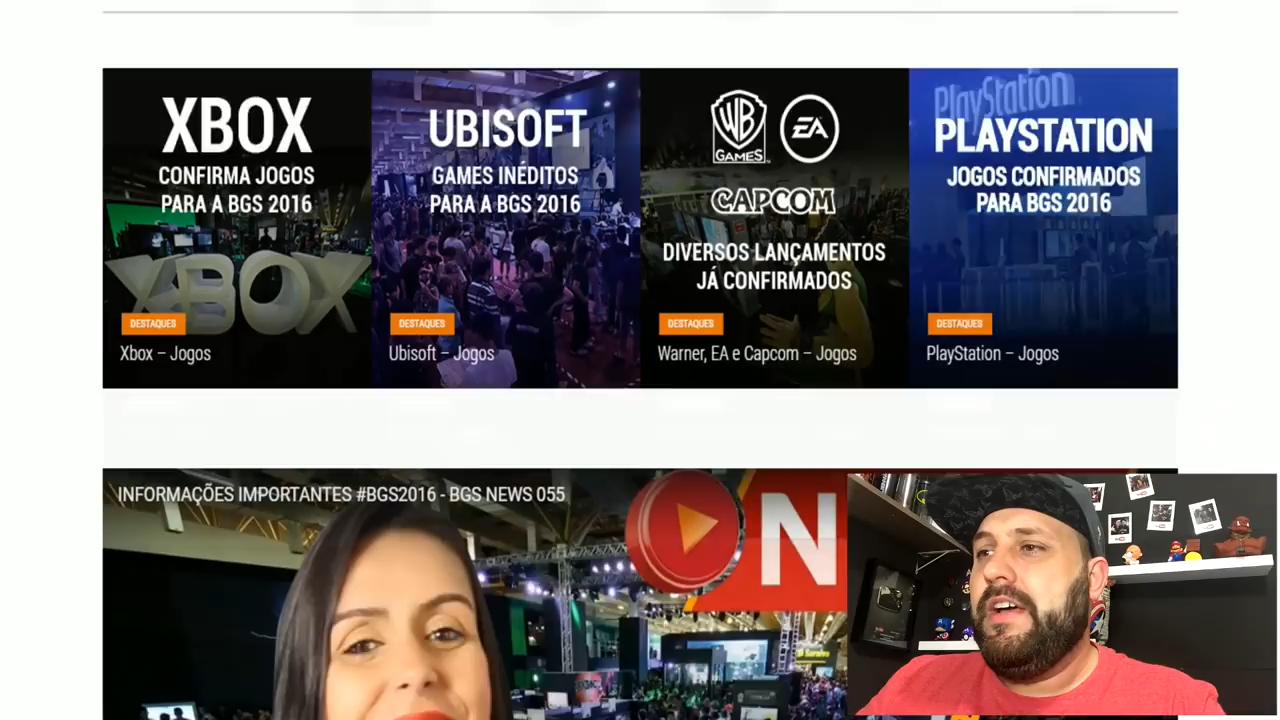 XBOX
CONFIRMA JOGOS
PARA A BGS 2016
XBOX
DESTAQUES
Xbox – Jogos
UBISOFT
GAMES INÉDITOS
PARA A BGS 2016
DESTAQUES
Ubisoft – Jogos
WB
GAMES
EA
CAPCOM
DIVERSOS LANÇAMENTOS
JÁ CONFIRMADOS
DESTAQUES
Warner, EA e Capcom – Jogos
PlayStation
PLAYSTATION
JOGOS CONFIRMADOS
PARA BGS 2016
DESTAQUES
PlayStation – Jogos
INFORMAÇÕES IMPORTANTES #BGS2016 - BGS NEWS 055
N